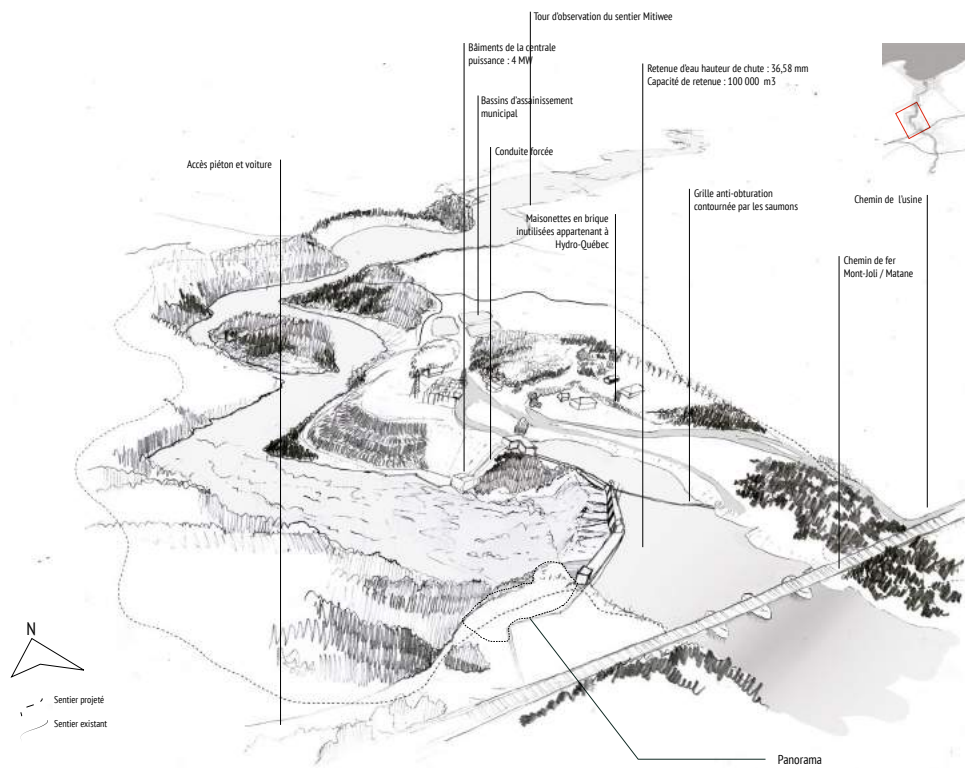 Tour d'observation du sentier Mitiwee
Bâiments de la centrale
puissance : 4 MW
Retenue d'eau hauteur de chute : 36,58 mm
Capacité de retenue : 100 000 m3
Bassins d'assainissement
municipal
Conduite forcée
Accès piéton et voiture
Maisonettes en brique
inutilisées appartenant à
Hydro-Québec
Grille anti-obturation
contournée par les saumons
Chemin de l'usine
Chemin de fer
Mont-Joli / Matane
N
Sentier projeté
Sentier existant
Panorama